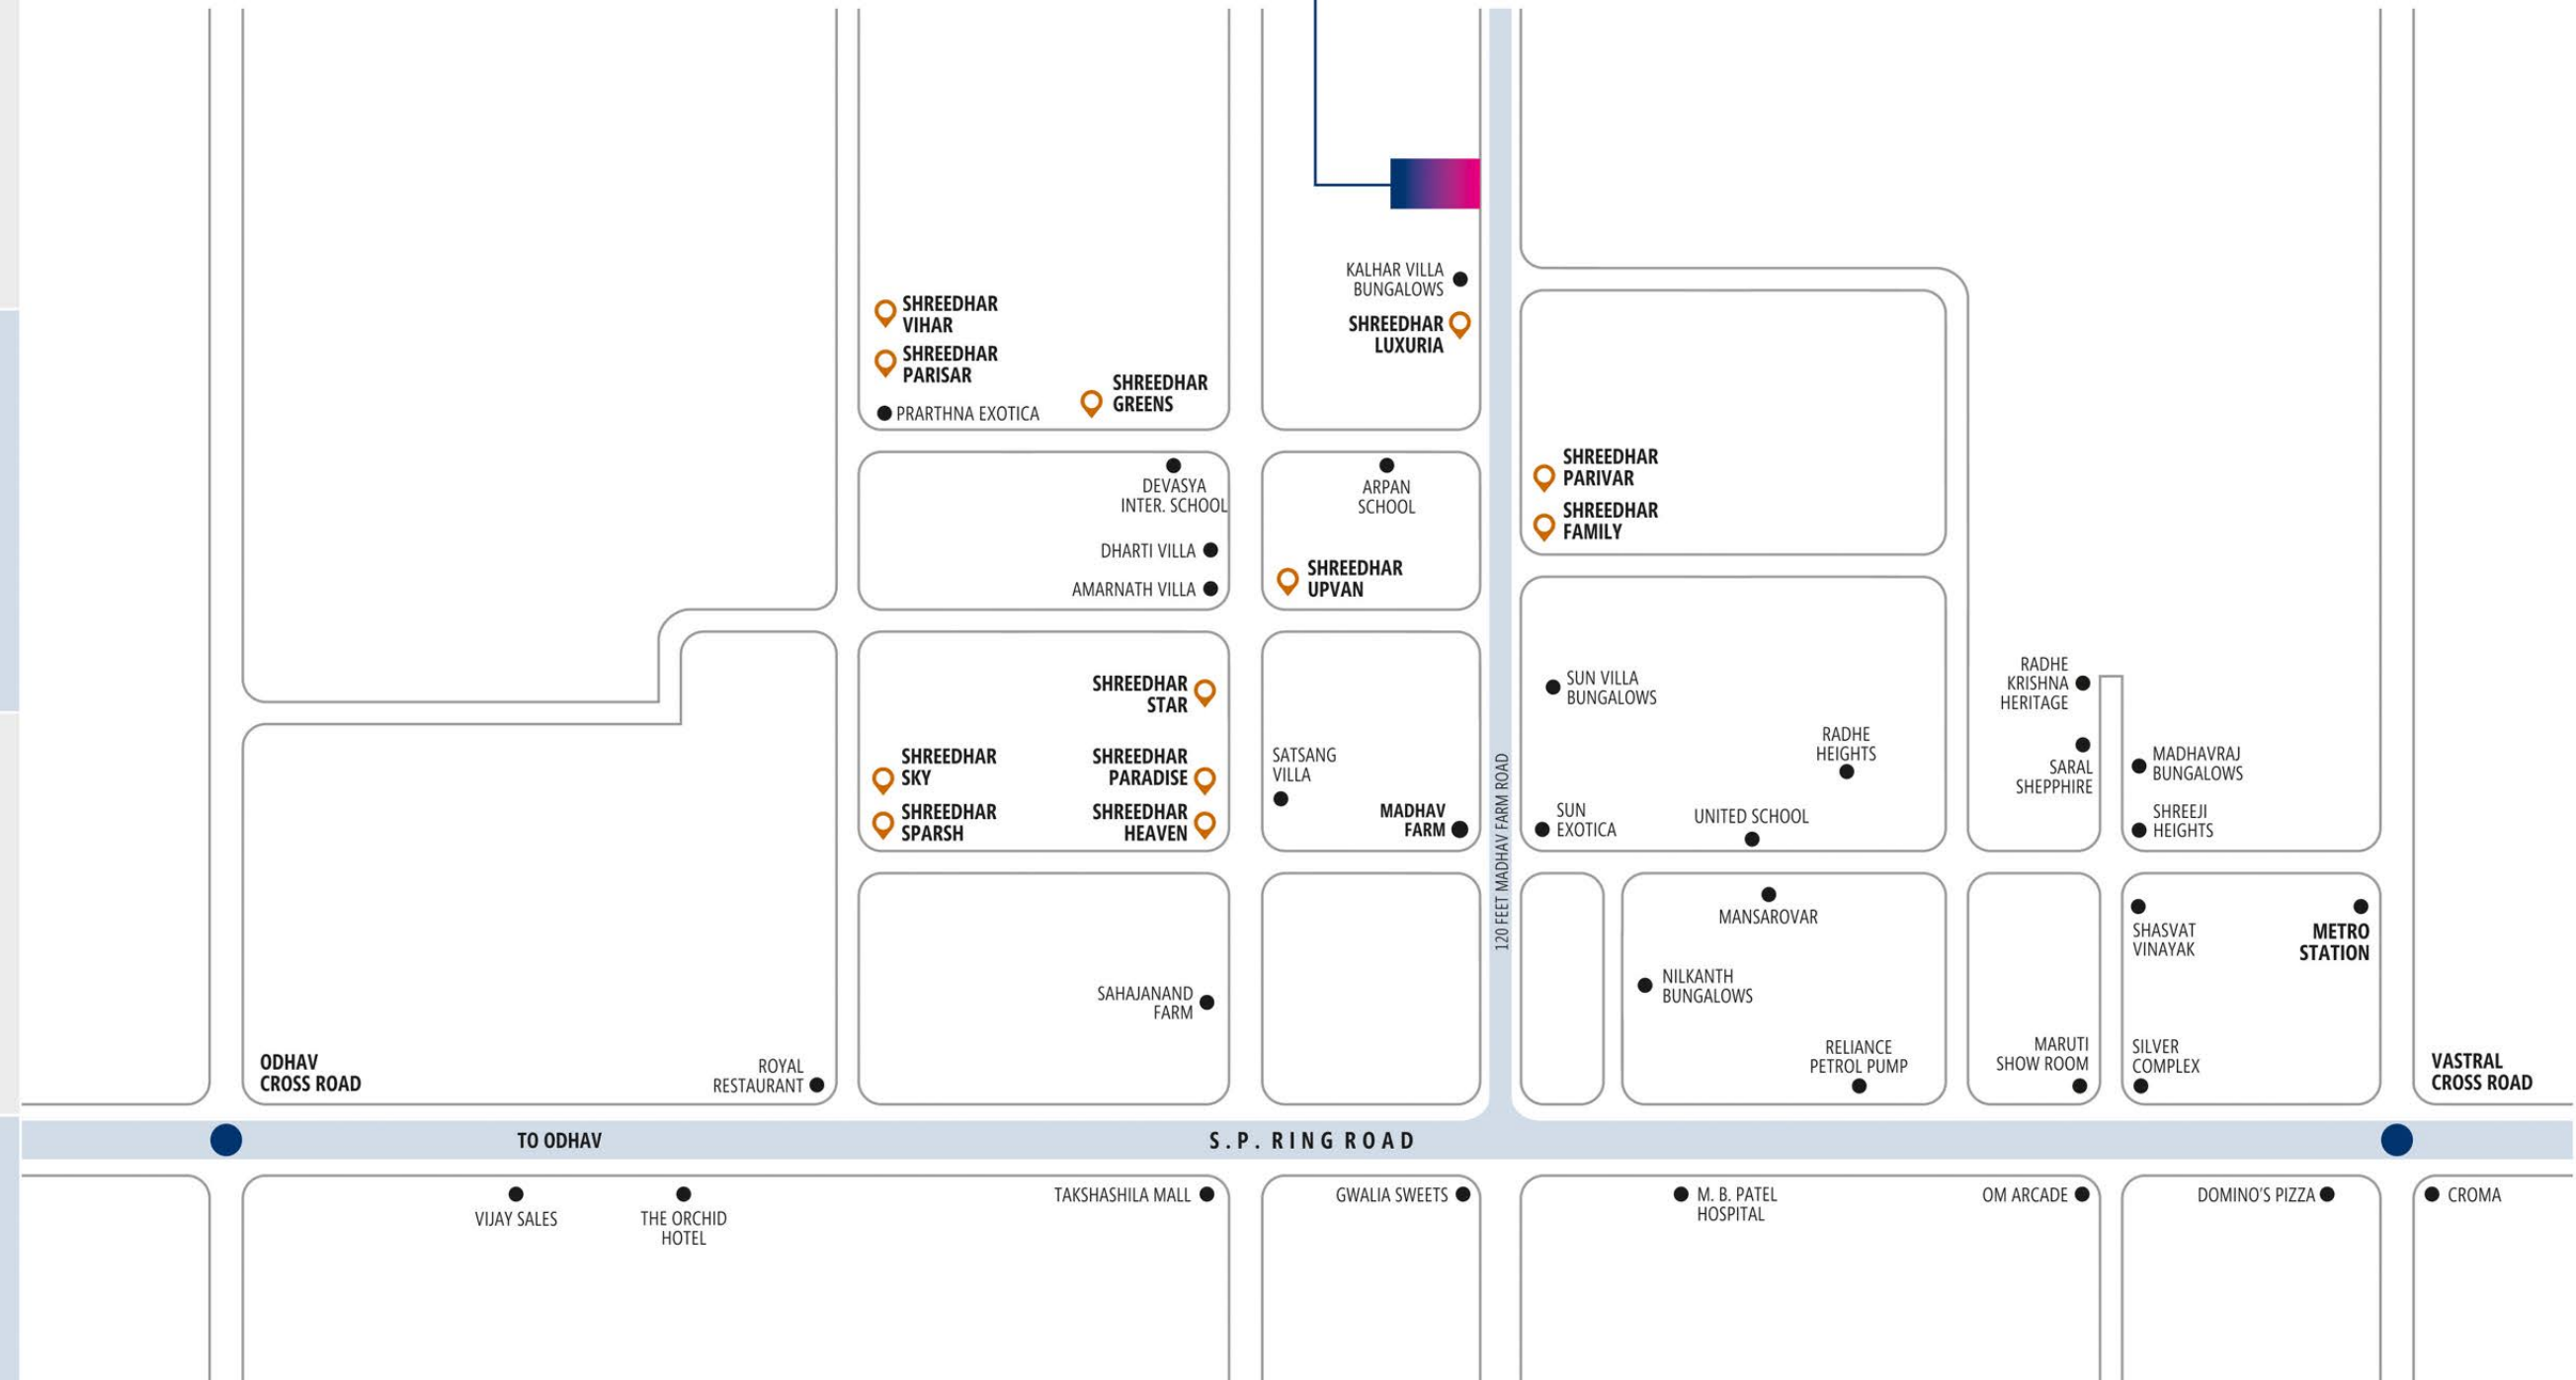 KALHAR VILLA
BUNGALOWS
SHREEDHAR
LUXURIA
SHREEDHAR
VIHAR
SHREEDHAR
PARISAR
PRARTHNA EXOTICA
SHREEDHAR
GREENS
DEVASYA
INTER. SCHOOL
DHARTI VILLA
AMARNATH VILLA
ARPAN
SCHOOL
SHREEDHAR
UPVAN
SHREEDHAR
PARIVAR
SHREEDHAR
FAMILY
SHREEDHAR
STAR
SHREEDHAR
SKY
SHREEDHAR
PARADISE
SHREEDHAR
SPARSH
SHREEDHAR
HEAVEN
SATSANG
VILLA
MADHAV
FARM
120 FEET MADHAV FARM ROAD
SUN VILLA
BUNGALOWS
RADHE
HEIGHTS
SUN
EXOTICA
UNITED SCHOOL
RADHE
KRISHNA
HERITAGE
SARAL
SHEPPHIRE
MADHAVRAJ
BUNGALOWS
SHREEJI
HEIGHTS
MANSAROVAR
NILKANTH
BUNGALOWS
RELIANCE
PETROL PUMP
SHASVAT
VINAYAK
METRO
STATION
MARUTI
SHOW ROOM
SILVER
COMPLEX
SAHAJANAND
FARM
ODHAV
CROSS ROAD
ROYAL
RESTAURANT
VASTRAL
CROSS ROAD
TO ODHAV
S.P. RING ROAD
VIJAY SALES
THE ORCHID
HOTEL
TAKSHASHILA MALL
GWALIA SWEETS
M. B. PATEL
HOSPITAL
OM ARCADE
DOMINO'S PIZZA
CROMA